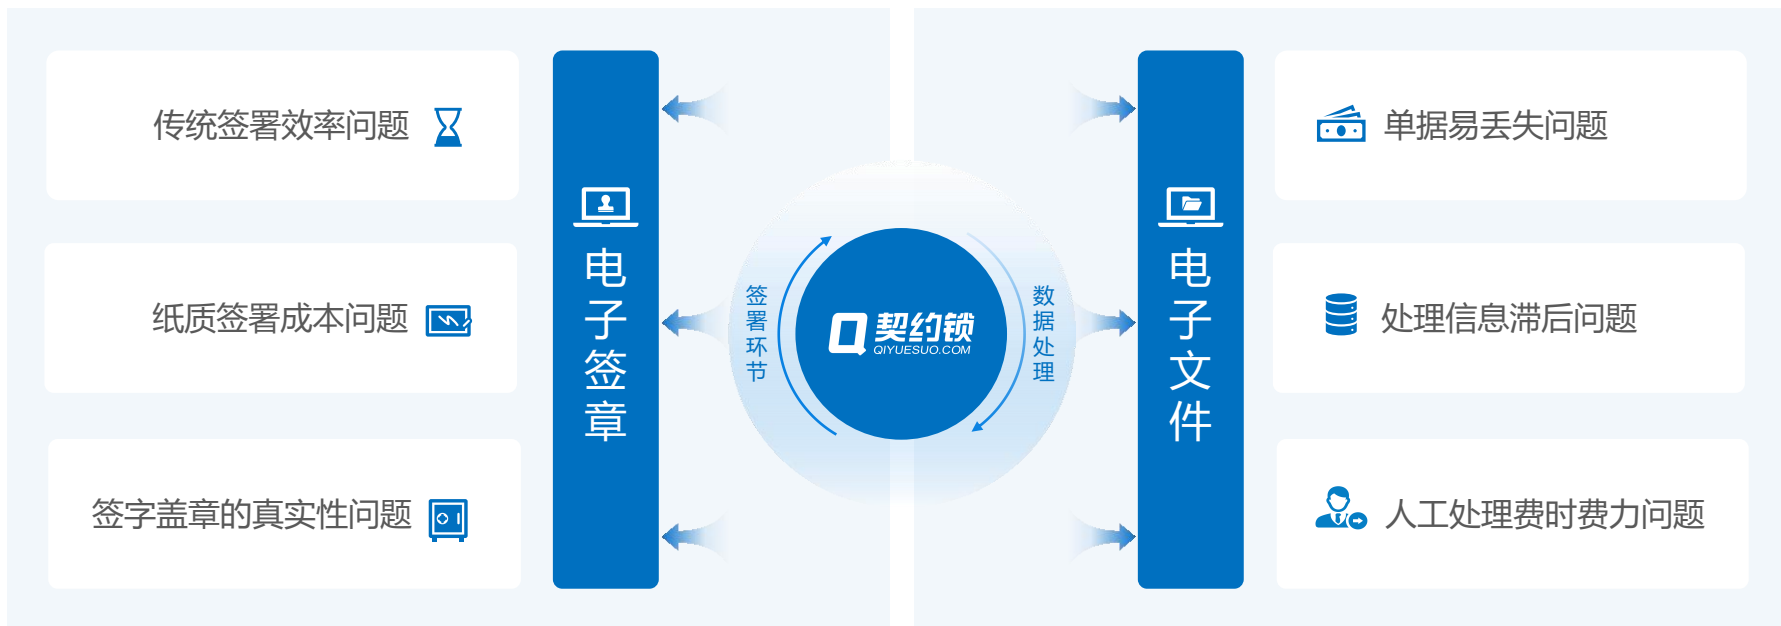 传统签署效率问题
纸质签署成本问题
签字盖章的真实性问题
电子签章
签署环节
契约锁
QIYUESUO.COM
数据处理
电子文件
单据易丢失问题
处理信息滞后问题
人工处理费时费力问题